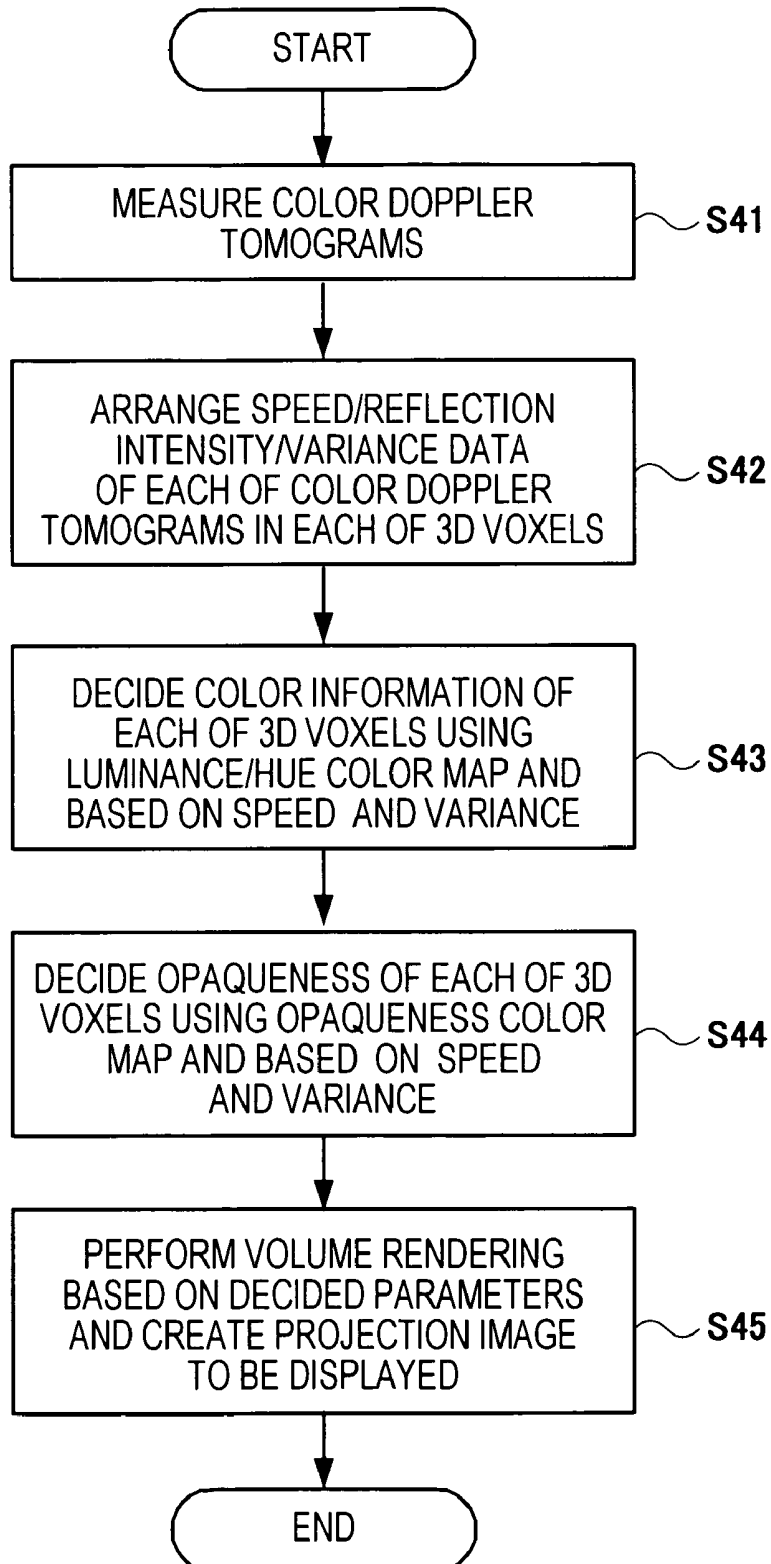 START
MEASURE COLOR DOPPLER
TOMOGRAMS
S41
ARRANGE SPEED/REFLECTION
INTENSITY/VARIANCE DATA
OF EACH OF COLOR DOPPLER
TOMOGRAMS IN EACH OF 3D VOXELS
S42
DECIDE COLOR INFORMATION OF
EACH OF 3D VOXELS USING
LUMINANCE/HUE COLOR MAP AND
BASED ON SPEED AND VARIANCE
S43
DECIDE OPAQUENESS OF EACH OF 3D
VOXELS USING OPAQUENESS COLOR
MAP AND BASED ON SPEED
AND VARIANCE
S44
PERFORM VOLUME RENDERING
BASED ON DECIDED PARAMETERS
AND CREATE PROJECTION IMAGE
TO BE DISPLAYED
S45
END